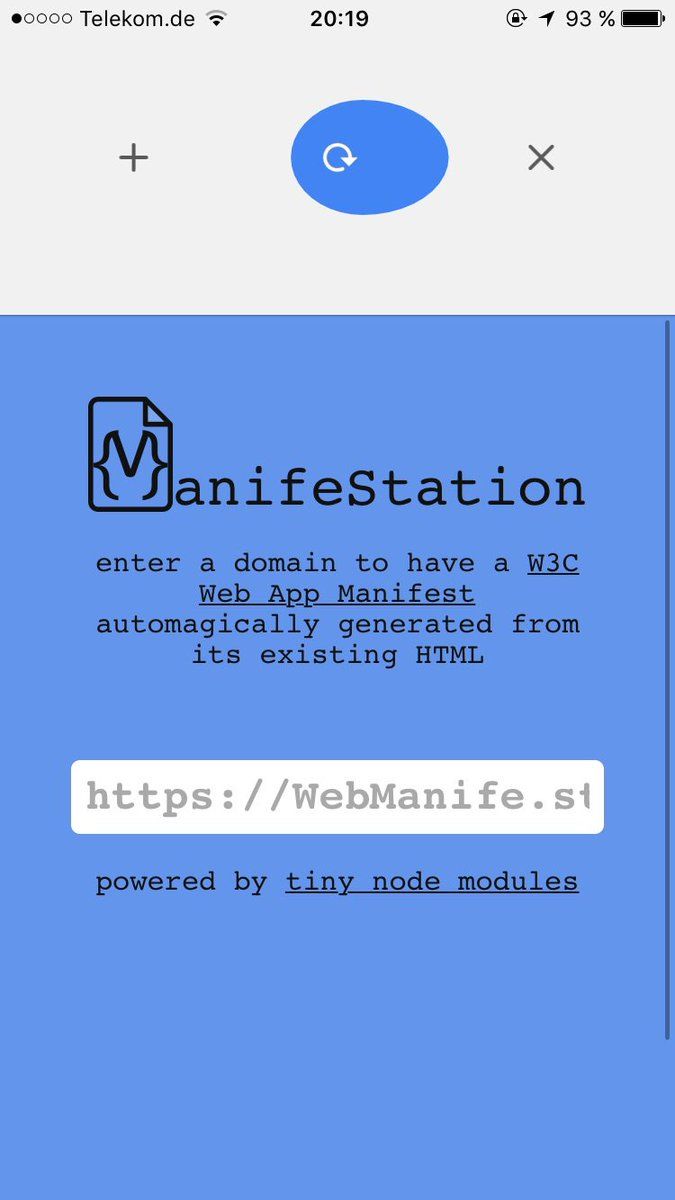 Telekom.de 20:19 93 %
ManifeStation
enter a domain to have a W3C
Web App Manifest
automagically generated from
its existing HTML
https://WebManife.st
powered by tiny node modules